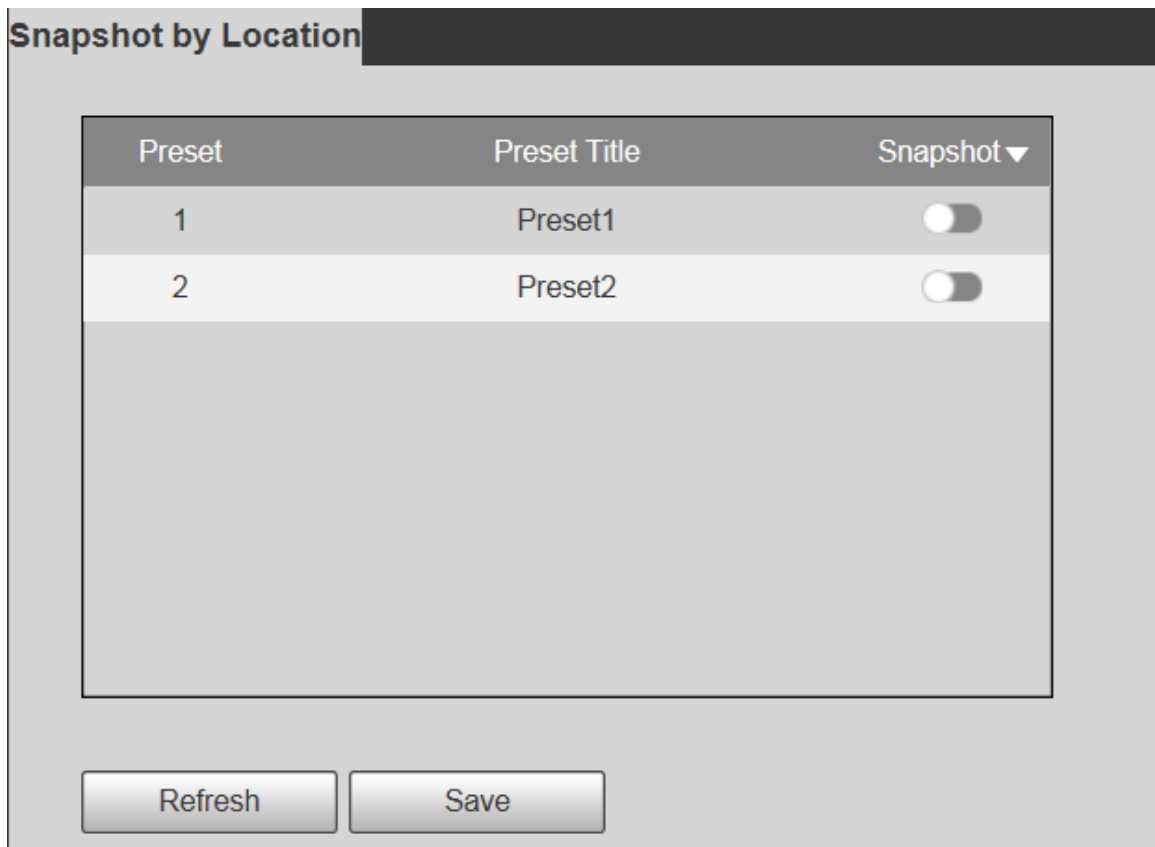 Snapshot by Location
Preset Preset Title Snapshot
1 Preset1
2 Preset2
Refresh Save